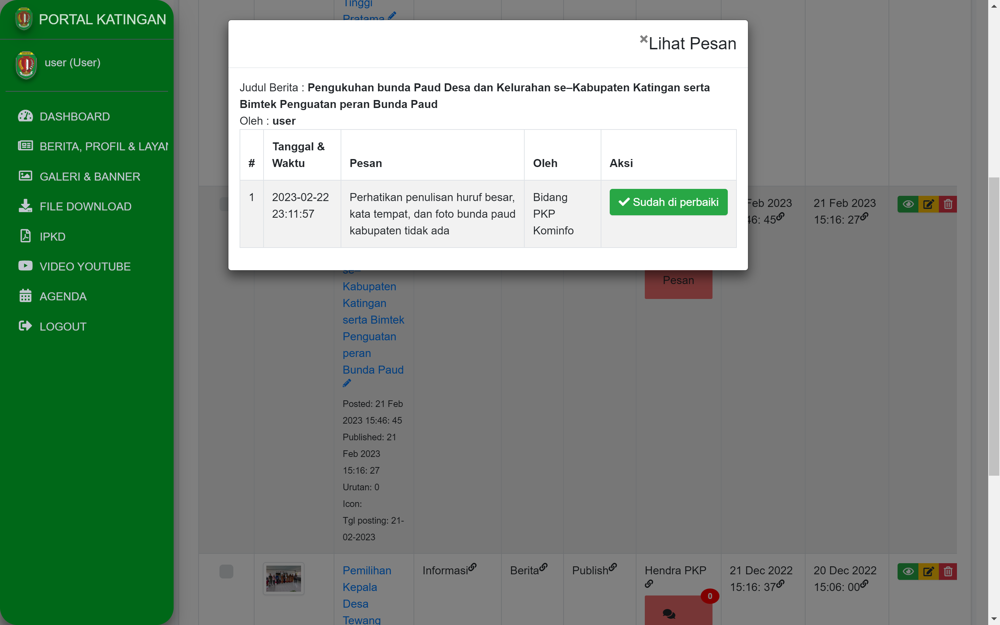 PORTAL KATINGAN
user (User)
DASHBOARD
BERITA, PROFIL & LAYAN
GALERI & BANNER
FILE DOWNLOAD
IPKD
VIDEO YOUTUBE
AGENDA
LOGOUT
Tinggi
Pratama
×Lihat Pesan
Judul Berita : Pengukuhan bunda Paud Desa dan Kelurahan se–Kabupaten Katingan serta
Bimtek Penguatan peran Bunda Paud
Oleh : user
# Tanggal & Waktu Pesan Oleh Aksi
1 2023-02-22 Perhatikan penulisan huruf besar, Bidang Sudah di perbaiki
23:11:57 kata tempat, dan foto bunda paud PKP
kabupaten tidak ada Kominfo
Feb 2023 21 Feb 2023
46: 45 15:16: 27
Pesan
se–
Kabupaten
Katingan
serta Bimtek
Penguatan
peran
Bunda Paud
Posted: 21 Feb
2023 15:46: 45
Published: 21
Feb 2023
15:16: 27
Urutan: 0
Icon:
Tgl posting: 21-
02-2023
Pemilihan Informasi Berita Publish Hendra PKP 21 Dec 2022 20 Dec 2022
Kepala 15:16: 37 15:06: 00
0
Desa
Tewang